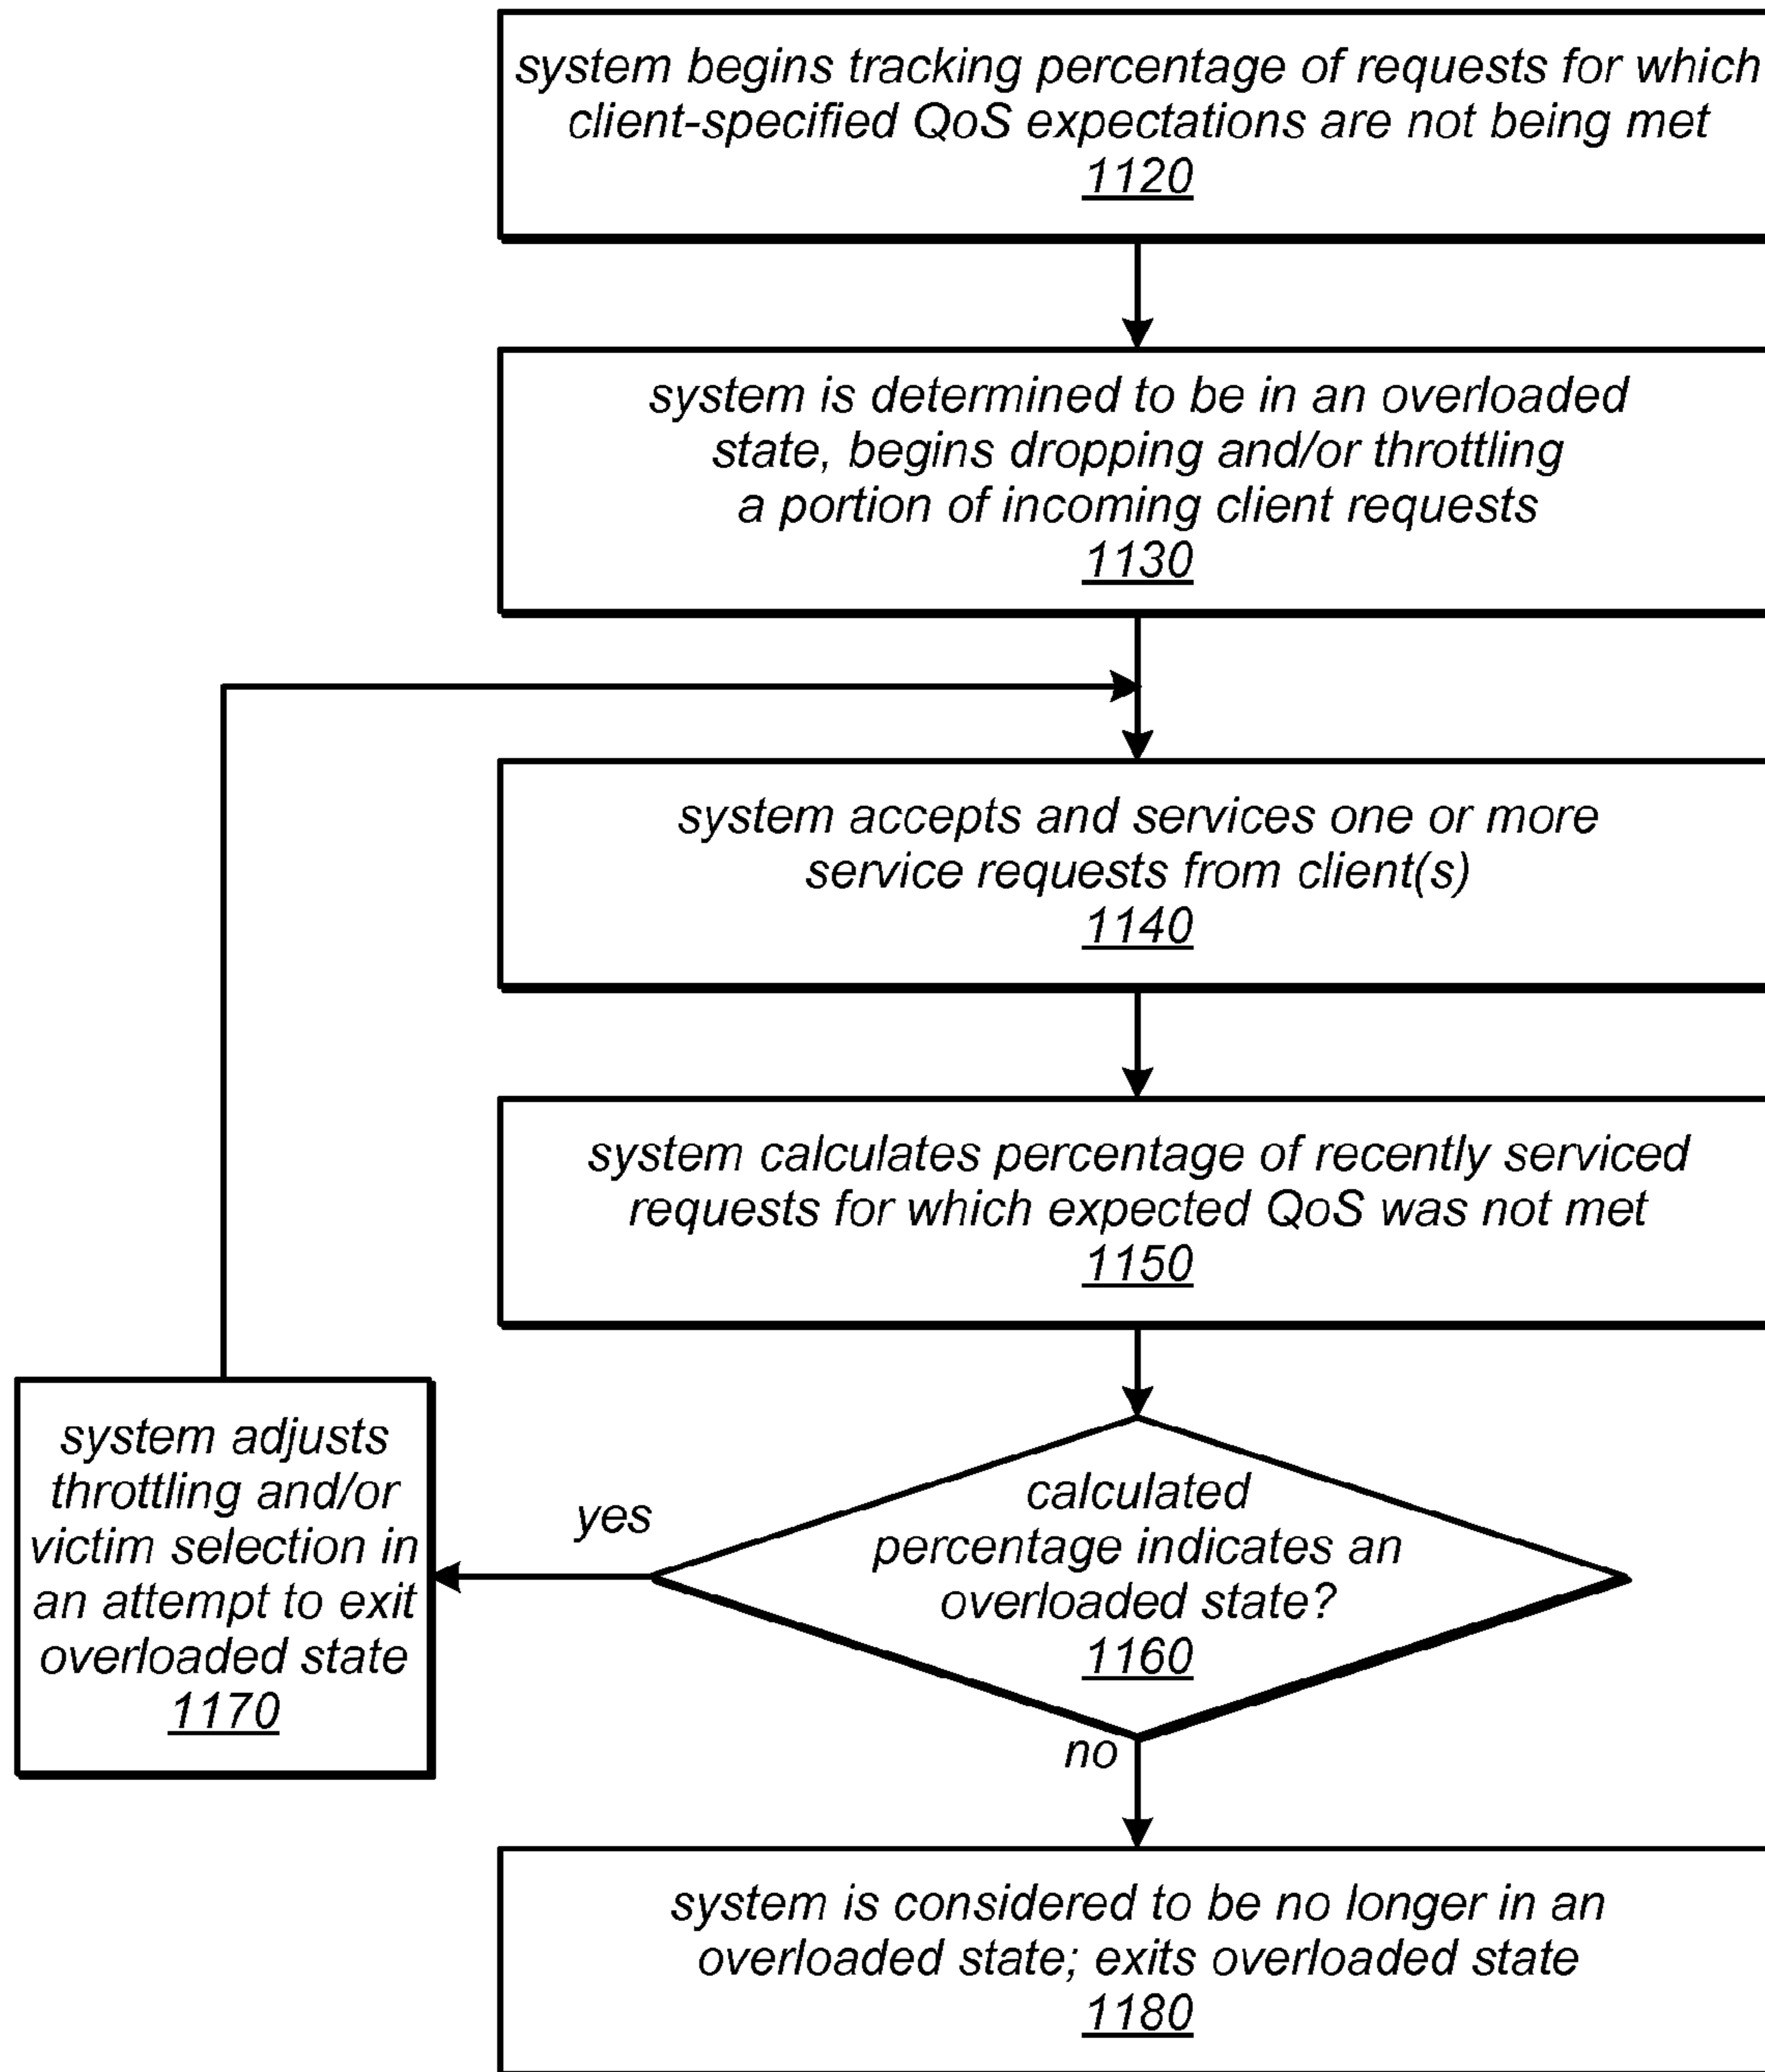 system begins tracking percentage of requests for which
client-specified QoS expectations are not being met
1120
system is determined to be in an overloaded
state, begins dropping and/or throttling
a portion of incoming client requests
1130
system accepts and services one or more
service requests from client(s)
1140
system calculates percentage of recently serviced
requests for which expected QoS was not met
1150
calculated
percentage indicates an
overloaded state?
1160
yes
system adjusts
throttling and/or
victim selection in
an attempt to exit
overloaded state
1170
no
system is considered to be no longer in an
overloaded state; exits overloaded state
1180